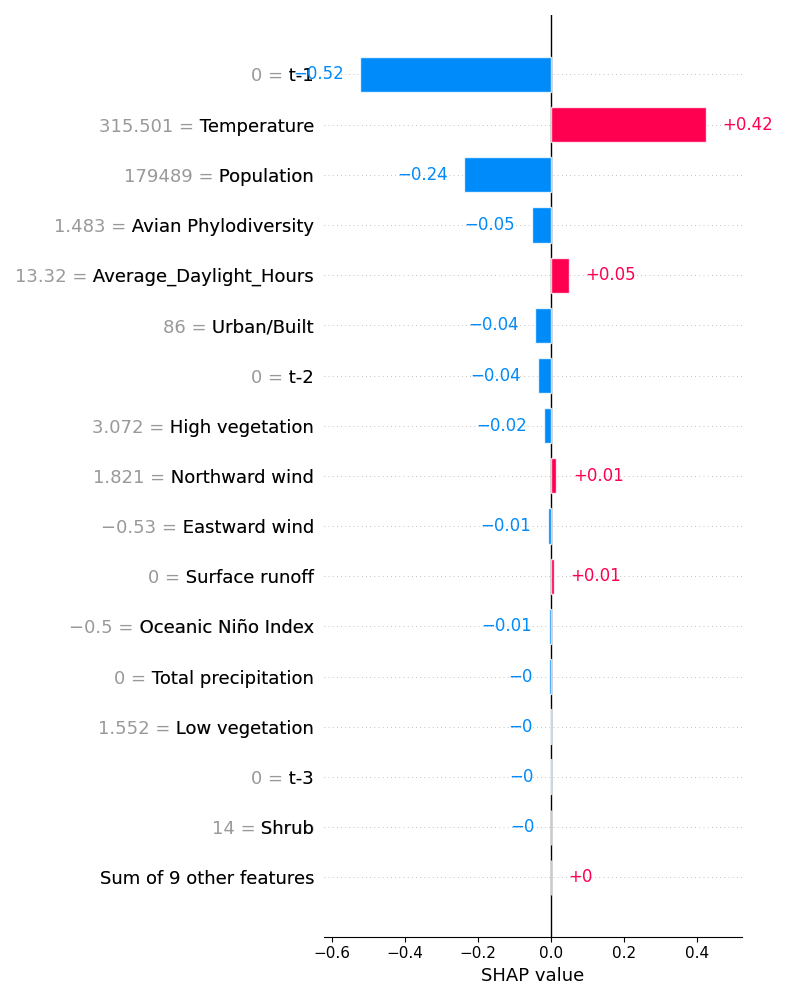 0 = t-1 −0.52
315.501 = Temperature +0.42
179489 = Population −0.24
1.483 = Avian Phylodiversity −0.05
13.32 = Average_Daylight_Hours +0.05
86 = Urban/Built −0.04
0 = t-2 −0.04
3.072 = High vegetation −0.02
1.821 = Northward wind +0.01
−0.53 = Eastward wind −0.01
0 = Surface runoff +0.01
−0.5 = Oceanic Niño Index −0.01
0 = Total precipitation −0
1.552 = Low vegetation −0
0 = t-3 −0
14 = Shrub −0
Sum of 9 other features +0
−0.6 −0.4 −0.2 0.0 0.2 0.4
SHAP value